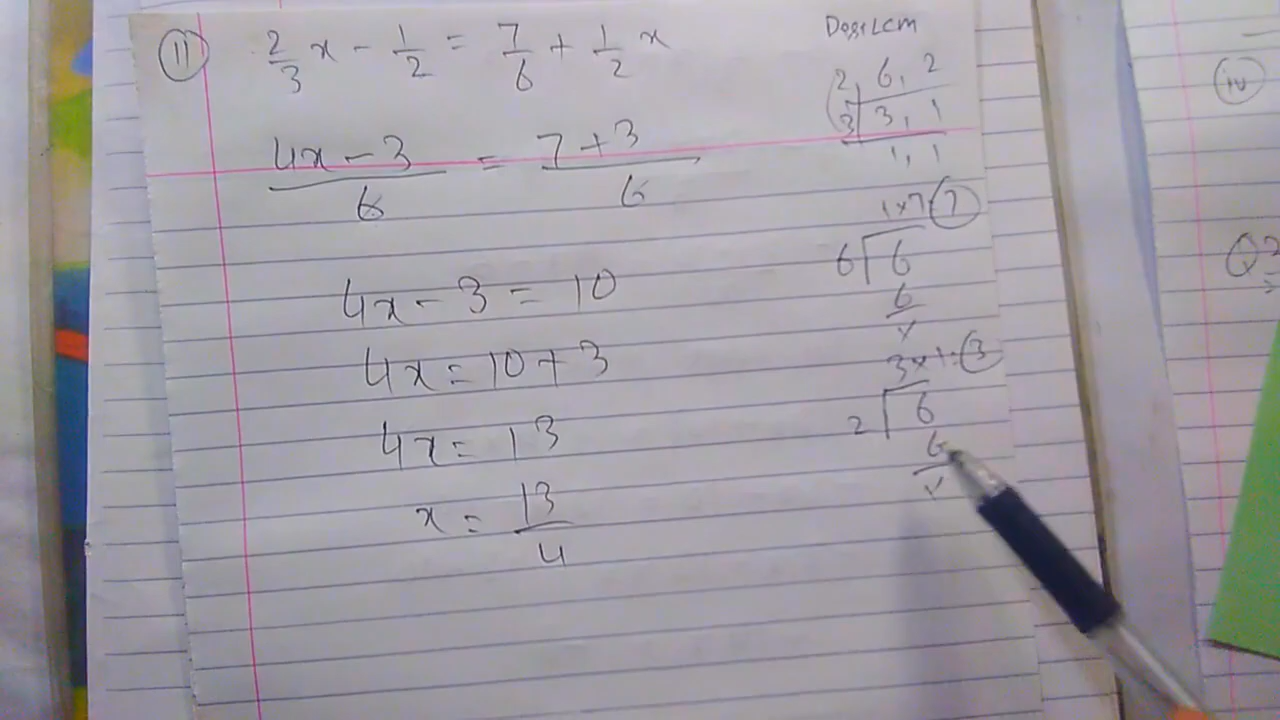 (11) 2/3 x - 1/2 = 7/6 + 1/2 x
4x - 3 / 6 = 7 + 3 / 6
4x - 3 = 10
4x = 10 + 3
4x = 13
x = 13/4
LCM
2, 6, 2
3 3, 1
1, 1
1×7 (7)
6 6
6
×
3×1=(3)
2 6
6
×
(iv)
Q2